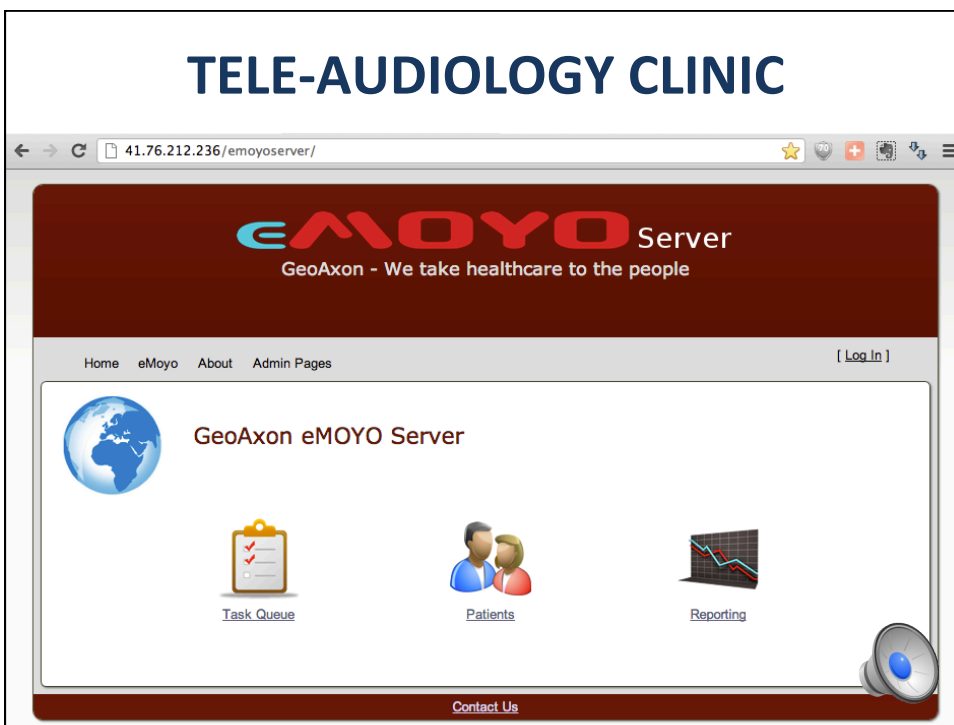 TELE-AUDIOLOGY CLINIC
41.76.212.236/emoyoserver/
70
eMOYO Server
GeoAxon - We take healthcare to the people
Home eMoyo About Admin Pages [ Log In ]
GeoAxon eMOYO Server
Task Queue Patients Reporting
Contact Us